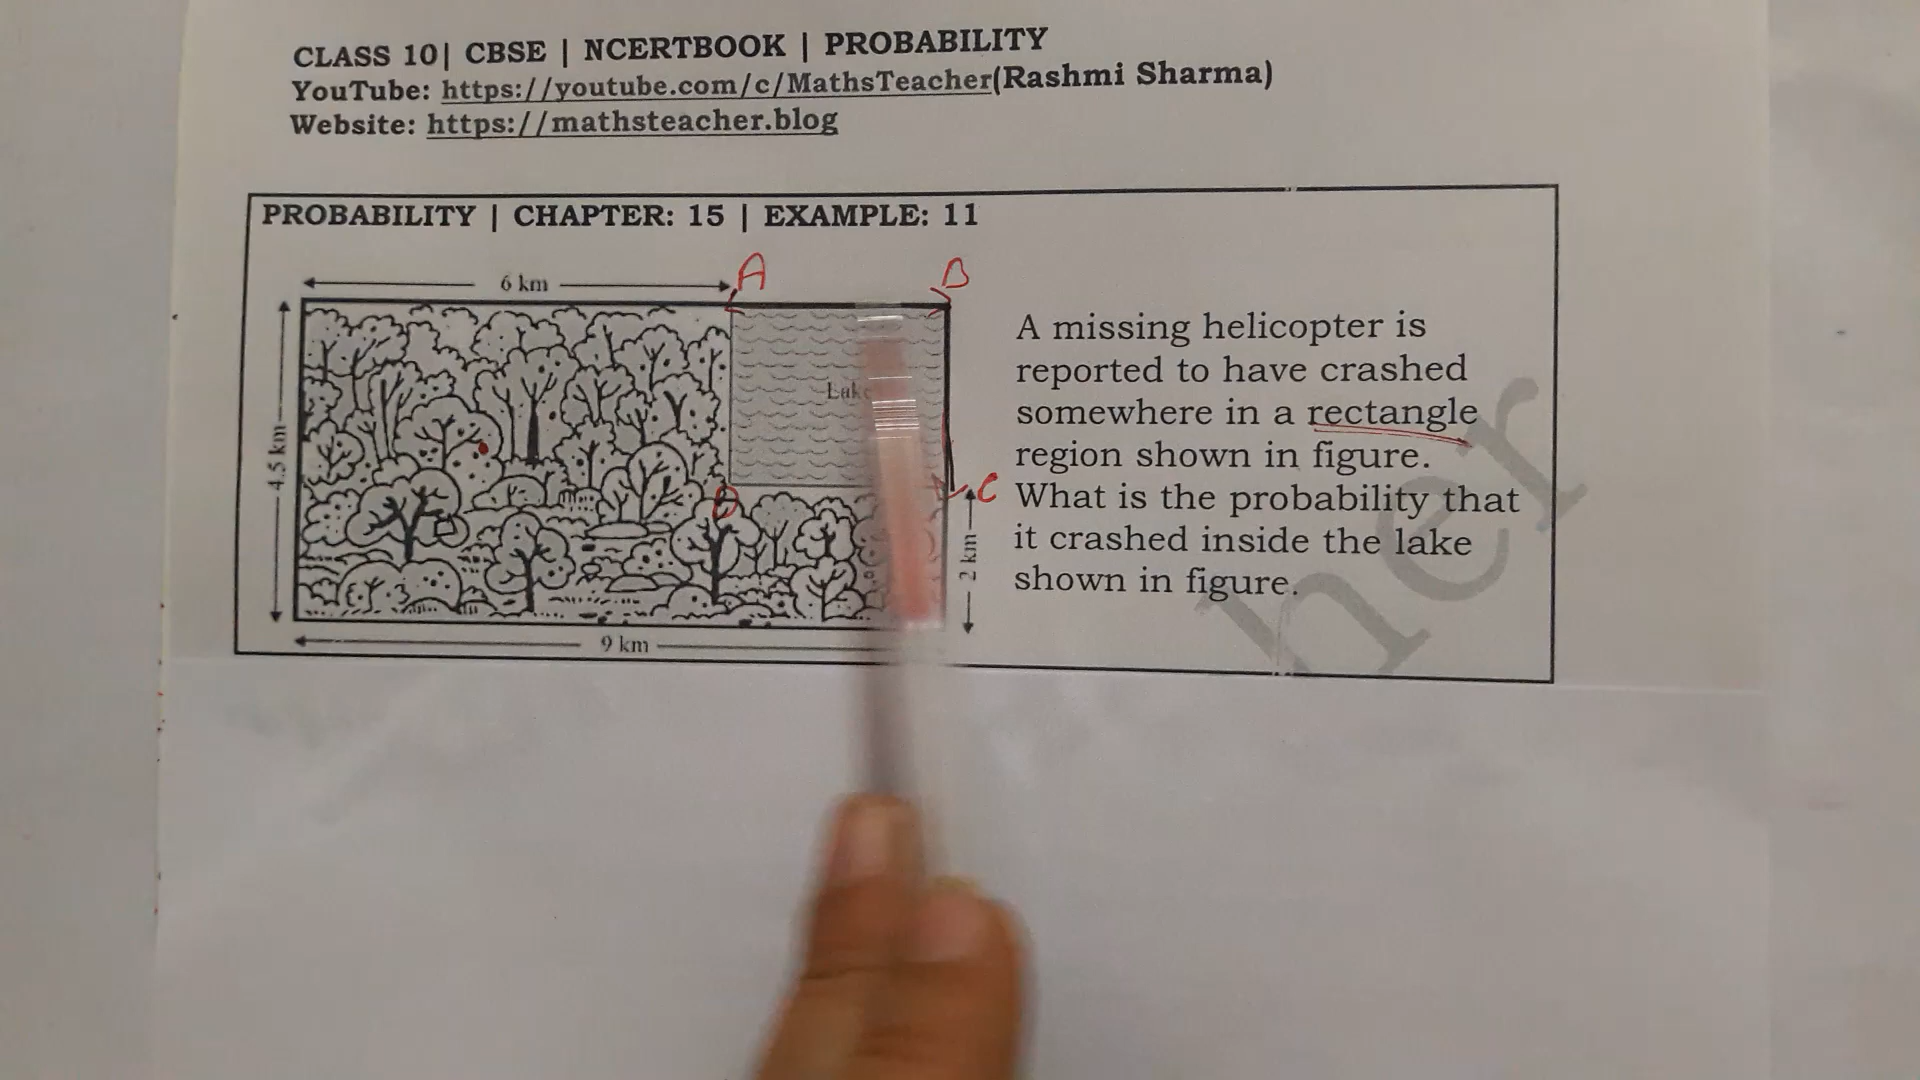 CLASS 10| CBSE | NCERTBOOK | PROBABILITY
YouTube: https://youtube.com/c/MathsTeacher(Rashmi Sharma)
Website: https://mathsteacher.blog
PROBABILITY | CHAPTER: 15 | EXAMPLE: 11
6 km
A
B
4.5 km
Lake
D
C
2 km
9 km
A missing helicopter is
reported to have crashed
somewhere in a rectangle
region shown in figure.
What is the probability that
it crashed inside the lake
shown in figure.
her